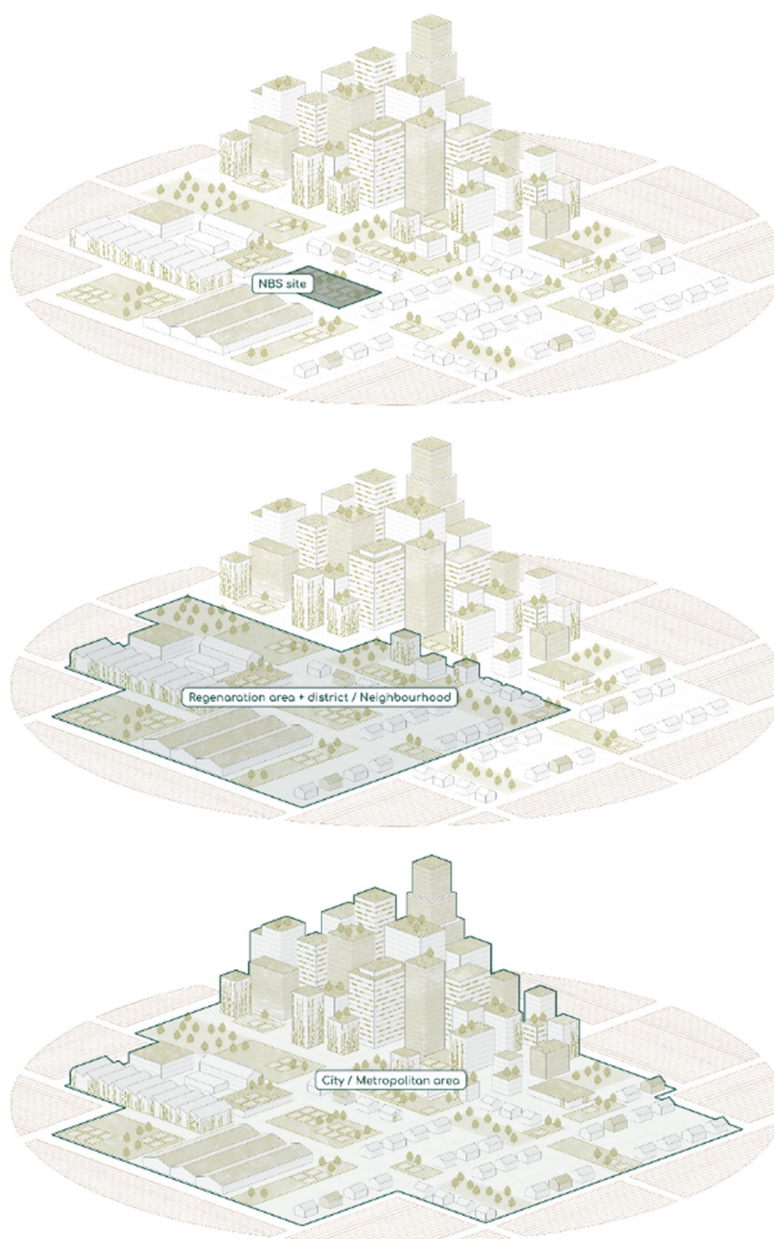 NBS site
Regenaration area + district / Neighbourhood
City / Metropolitan area